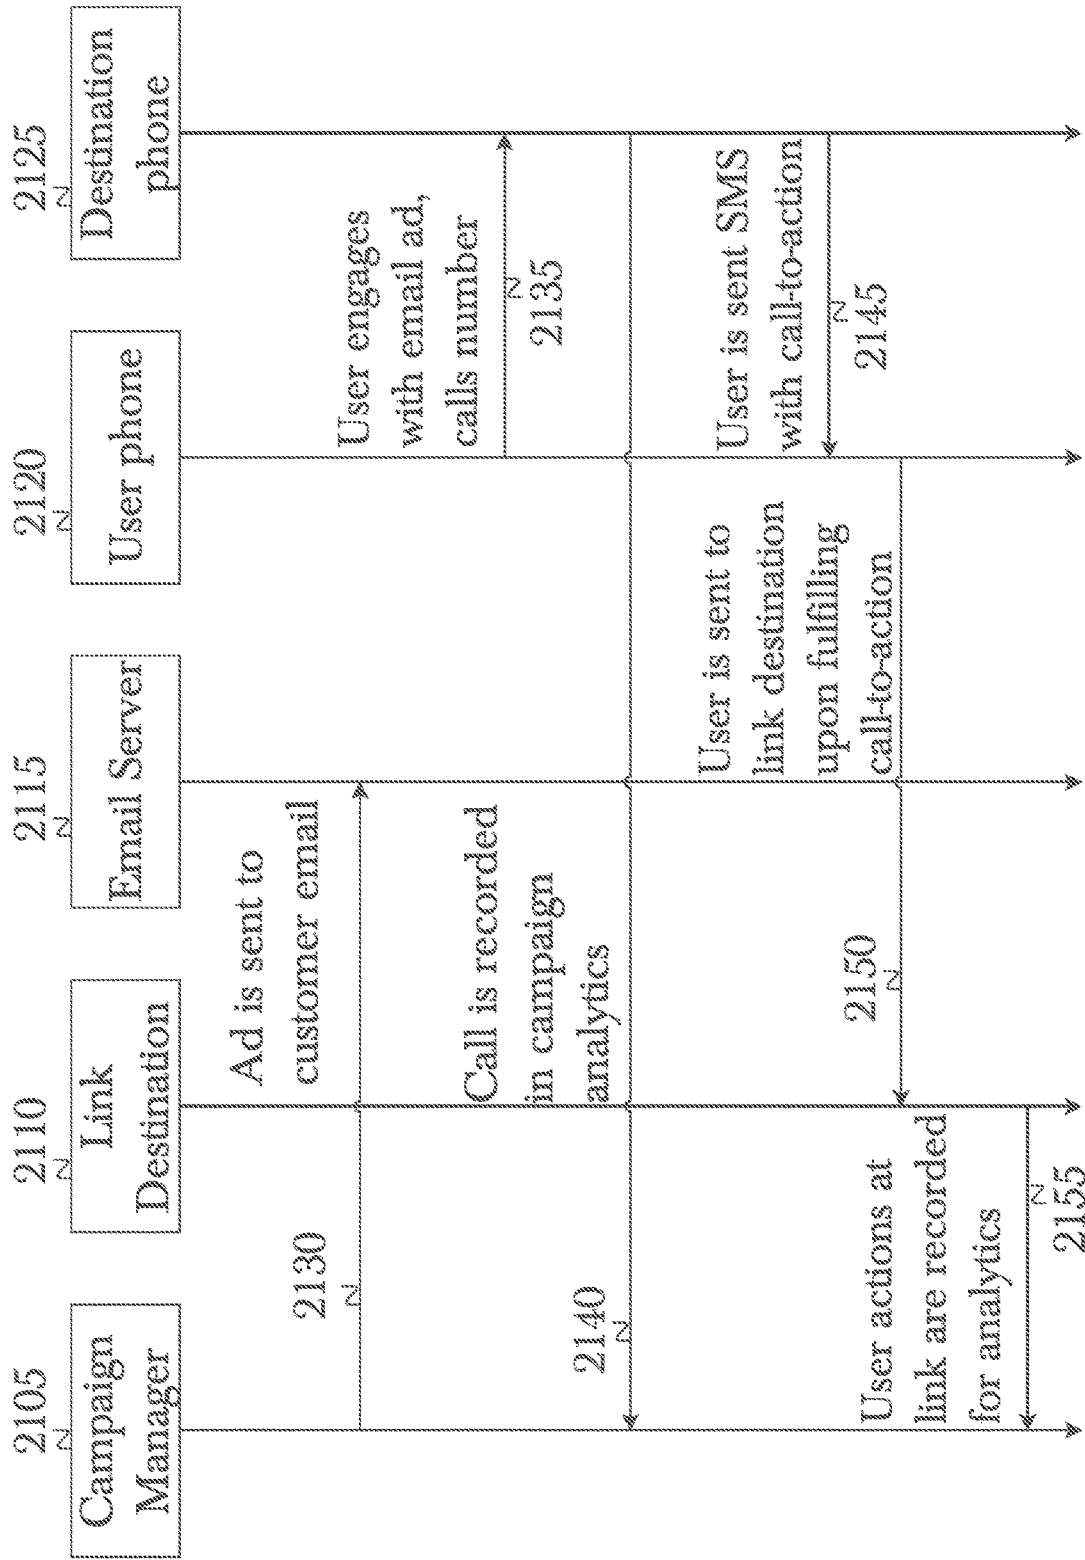 2105
Campaign
Manager
2110
Link
Destination
2115
Email Server
2120
User phone
2125
Destination
phone
2130
Ad is sent to
customer email
User engages
with email ad,
calls number
2135
Call is recorded
in campaign
analytics
2140
User is sent SMS
with call-to-action
2145
User is sent to
link destination
upon fulfilling
call-to-action
2150
User actions at
link are recorded
for analytics
2155